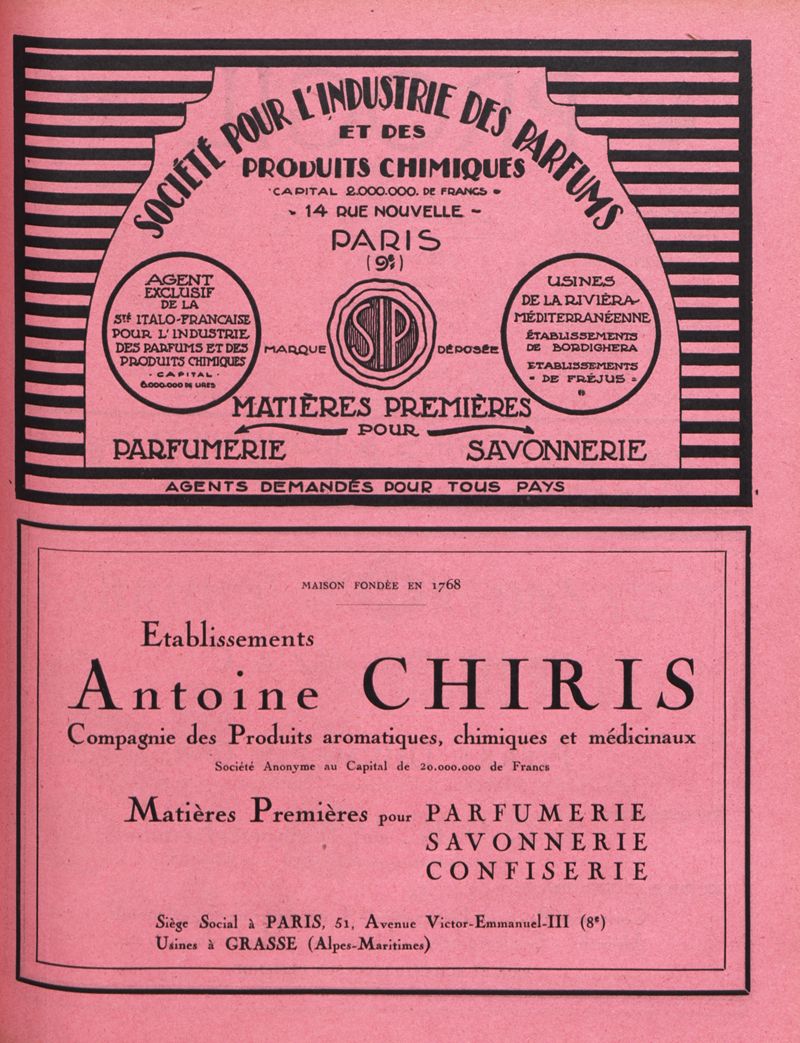 SOCIÉTÉ POUR L'INDUSTRIE DES PARFUMS
ET DES
PRODUITS CHIMIQUES
CAPITAL 2.000.000. DE FRANCS
14 RUE NOUVELLE
PARIS
(9e)
AGENT
EXCLUSIF
DE LA
Sté ITALO-FRANCAISE
POUR L'INDUSTRIE
DES PARFUMS ET DES
PRODUITS CHIMIQUES
· CAPITAL ·
6.000.000 DE LIRES
MARQUE
SIP
DÉPOSÉE
USINES
DE LA RIVIÈRA
MÉDITERRANÉENNE
ÉTABLISSEMENTS
DE BORDIGHERA
ETABLISSEMENTS
DE FRÉJUS
MATIÈRES PREMIÈRES
POUR
PARFUMERIE
SAVONNERIE
AGENTS DEMANDÉS POUR TOUS PAYS
MAISON FONDÉE EN 1768
Etablissements
Antoine CHIRIS
Compagnie des Produits aromatiques, chimiques et médicinaux
Société Anonyme au Capital de 20.000.000 de Francs
Matières Premières pour PARFUMERIE
SAVONNERIE
CONFISERIE
Siège Social à PARIS, 51, Avenue Victor-Emmanuel-III (8e)
Usines à GRASSE (Alpes-Maritimes)